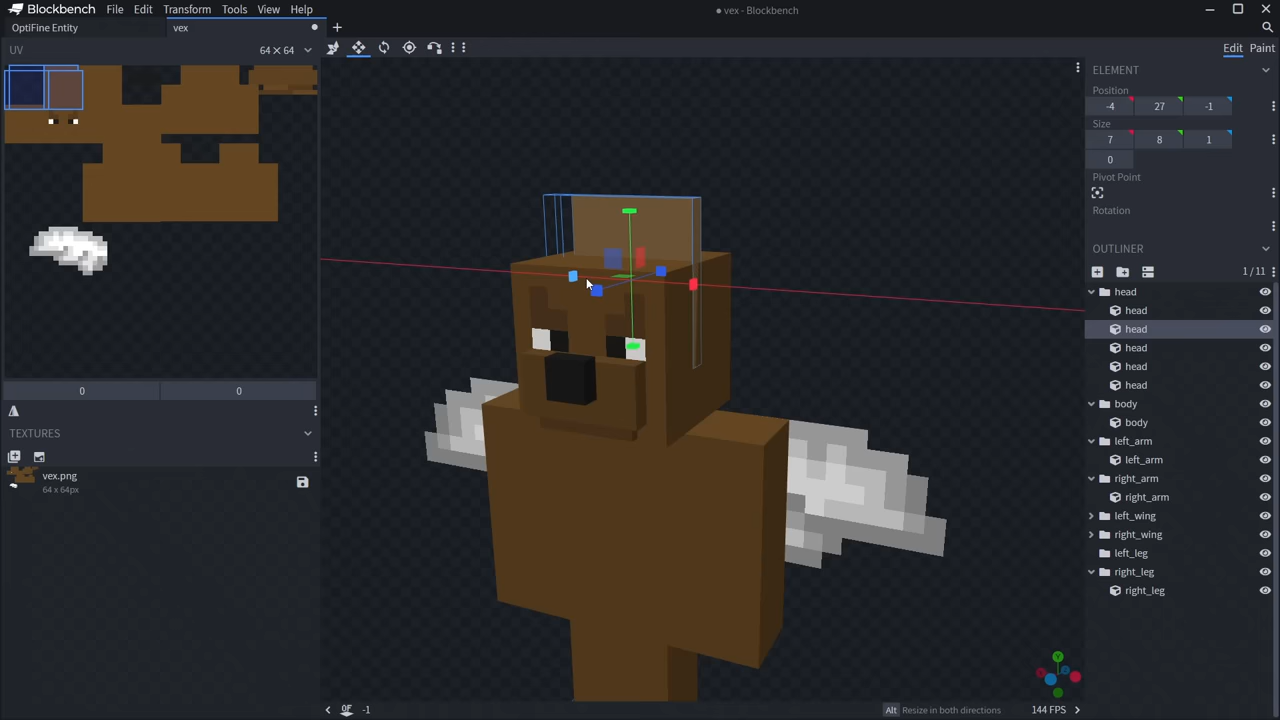 Blockbench
File
Edit
Transform
Tools
View
Help
● vex - Blockbench
OptiFine Entity
vex
UV
64 × 64
Edit
Paint
ELEMENT
Position
-4
27
-1
Size
7
8
1
0
Pivot Point
Rotation
OUTLINER
1 / 11
head
head
head
head
head
head
body
body
left_arm
left_arm
right_arm
right_arm
left_wing
right_wing
left_leg
right_leg
right_leg
0
0
TEXTURES
vex.png
64 x 64px
OF
-1
Alt
Resize in both directions
144 FPS
Y